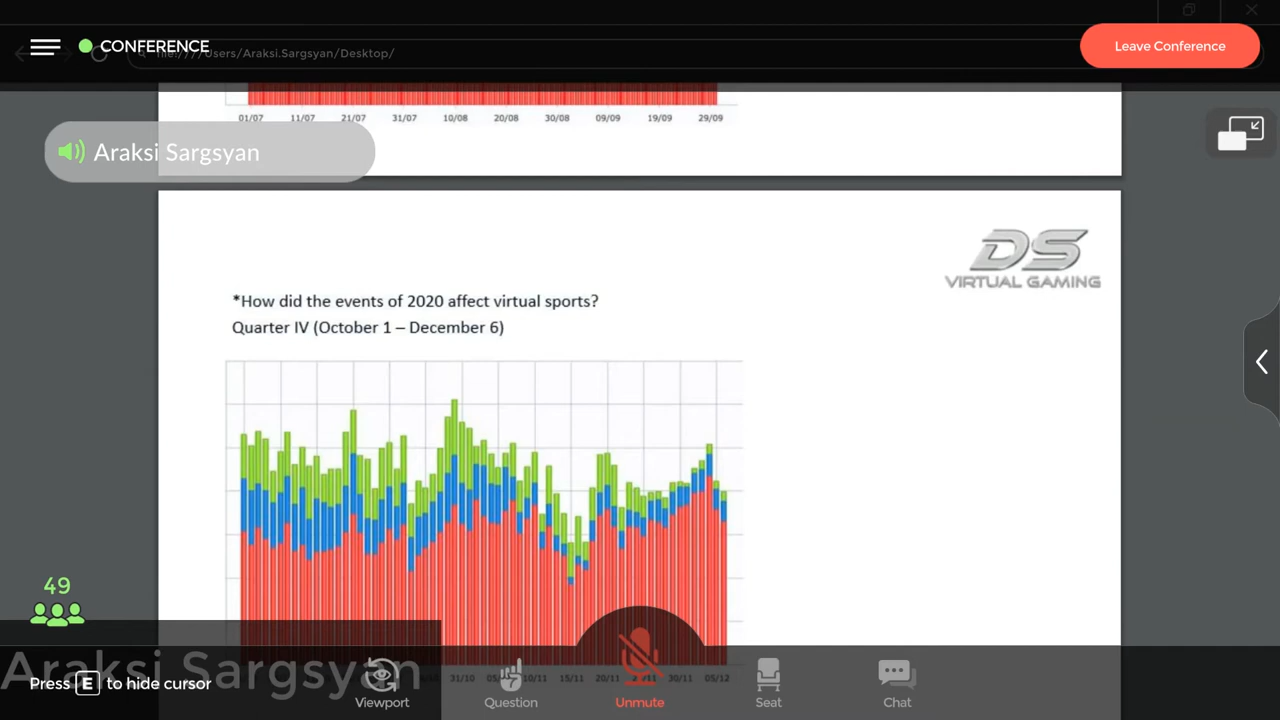 CONFERENCE
/Users/Araksi.Sargsyan/Desktop/
Leave Conference
01/07 11/07 21/07 31/07 10/08 20/08 30/08 09/09 19/09 29/09
Araksi Sargsyan
DS
VIRTUAL GAMING
*How did the events of 2020 affect virtual sports?
Quarter IV (October 1 – December 6)
49
31/10 10/11 15/11 20/11 30/11 05/12
Araksi Sargsyan
Press E to hide cursor
Viewport Question Unmute Seat Chat